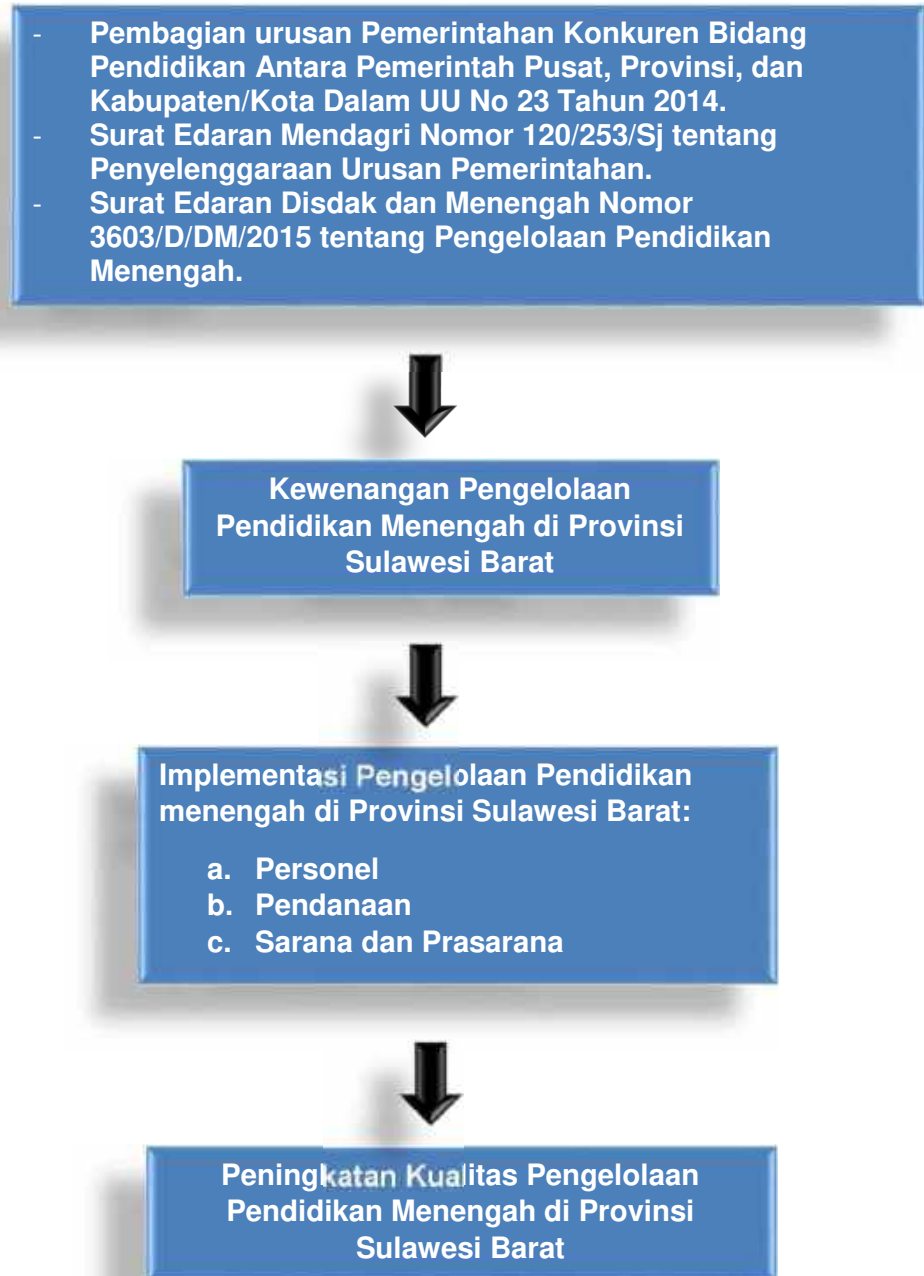 - Pembagian urusan Pemerintahan Konkuren Bidang
Pendidikan Antara Pemerintah Pusat, Provinsi, dan
Kabupaten/Kota Dalam UU No 23 Tahun 2014.
- Surat Edaran Mendagri Nomor 120/253/Sj tentang
Penyelenggaraan Urusan Pemerintahan.
- Surat Edaran Disdak dan Menengah Nomor
3603/D/DM/2015 tentang Pengelolaan Pendidikan
Menengah.
Kewenangan Pengelolaan
Pendidikan Menengah di Provinsi
Sulawesi Barat
Implementasi Pengelolaan Pendidikan
menengah di Provinsi Sulawesi Barat:
a. Personel
b. Pendanaan
c. Sarana dan Prasarana
Peningkatan Kualitas Pengelolaan
Pendidikan Menengah di Provinsi
Sulawesi Barat